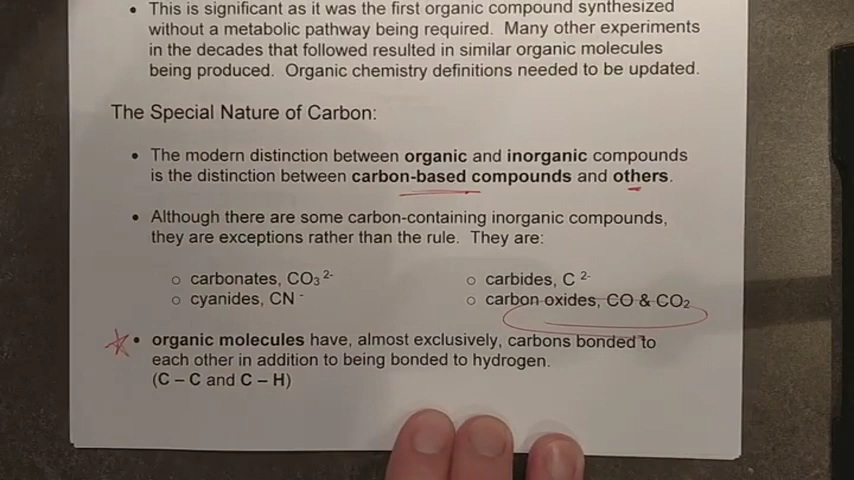 • This is significant as it was the first organic compound synthesized
without a metabolic pathway being required. Many other experiments
in the decades that followed resulted in similar organic molecules
being produced. Organic chemistry definitions needed to be updated.
The Special Nature of Carbon:
• The modern distinction between organic and inorganic compounds
is the distinction between carbon-based compounds and others.
• Although there are some carbon-containing inorganic compounds,
they are exceptions rather than the rule. They are:
o carbonates, CO₃ ²⁻
o cyanides, CN ⁻
o carbides, C ²⁻
o carbon oxides, CO & CO₂
• organic molecules have, almost exclusively, carbons bonded to
each other in addition to being bonded to hydrogen.
(C – C and C – H)